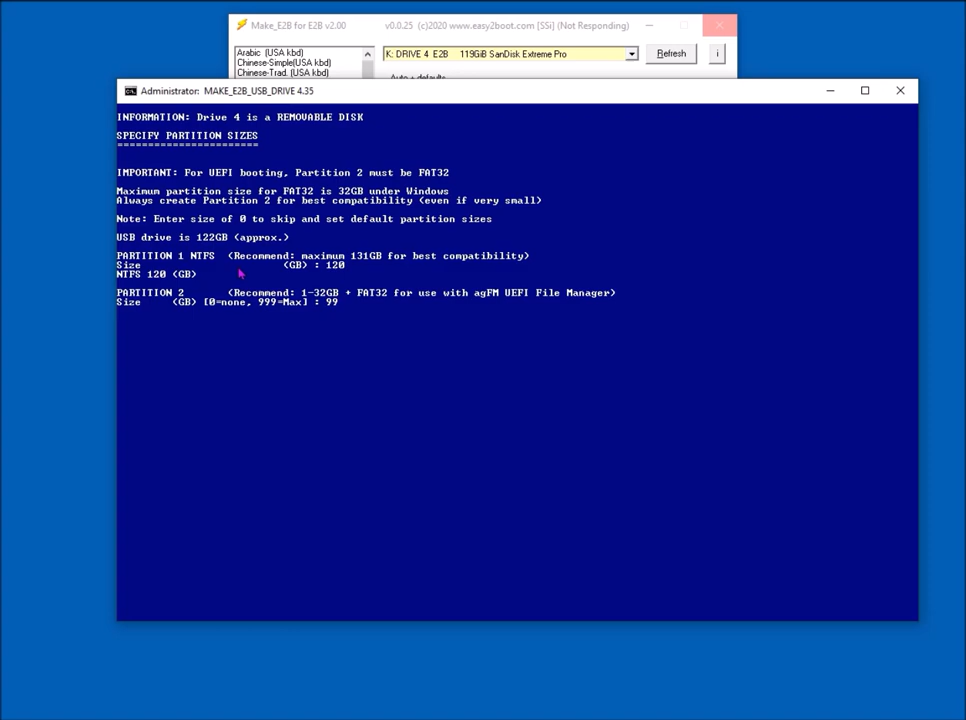 Make_E2B for E2B v2.00 v0.0.25 (c)2020 www.easy2boot.com [SSi] (Not Responding)
Arabic (USA kbd)
Chinese-Simple(USA kbd)
Chinese-Trad. (USA kbd)
K: DRIVE 4 E2B 119GiB SanDisk Extreme Pro
Refresh
i
Auto + defaults
Administrator: MAKE_E2B_USB_DRIVE 4.35
INFORMATION: Drive 4 is a REMOVABLE DISK
SPECIFY PARTITION SIZES
=======================
IMPORTANT: For UEFI booting, Partition 2 must be FAT32
Maximum partition size for FAT32 is 32GB under Windows
Always create Partition 2 for best compatibility (even if very small)
Note: Enter size of 0 to skip and set default partition sizes
USB drive is 122GB (approx.)
PARTITION 1 NTFS (Recommend: maximum 131GB for best compatibility)
Size (GB) : 120
NTFS 120 (GB)
PARTITION 2 (Recommend: 1-32GB + FAT32 for use with agFM UEFI File Manager)
Size (GB) [0=none, 999=Max] : 99